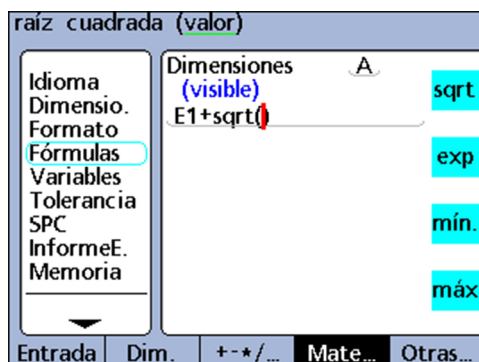 raíz cuadrada (valor)
Idioma
Dimensio.
Formato
Fórmulas
Variables
Tolerancia
SPC
InformeE.
Memoria
Dimensiones A
(visible)
E1+sqrt()
sqrt
exp
mín.
máx
Entrada Dim. +-*/... Mate... Otras...